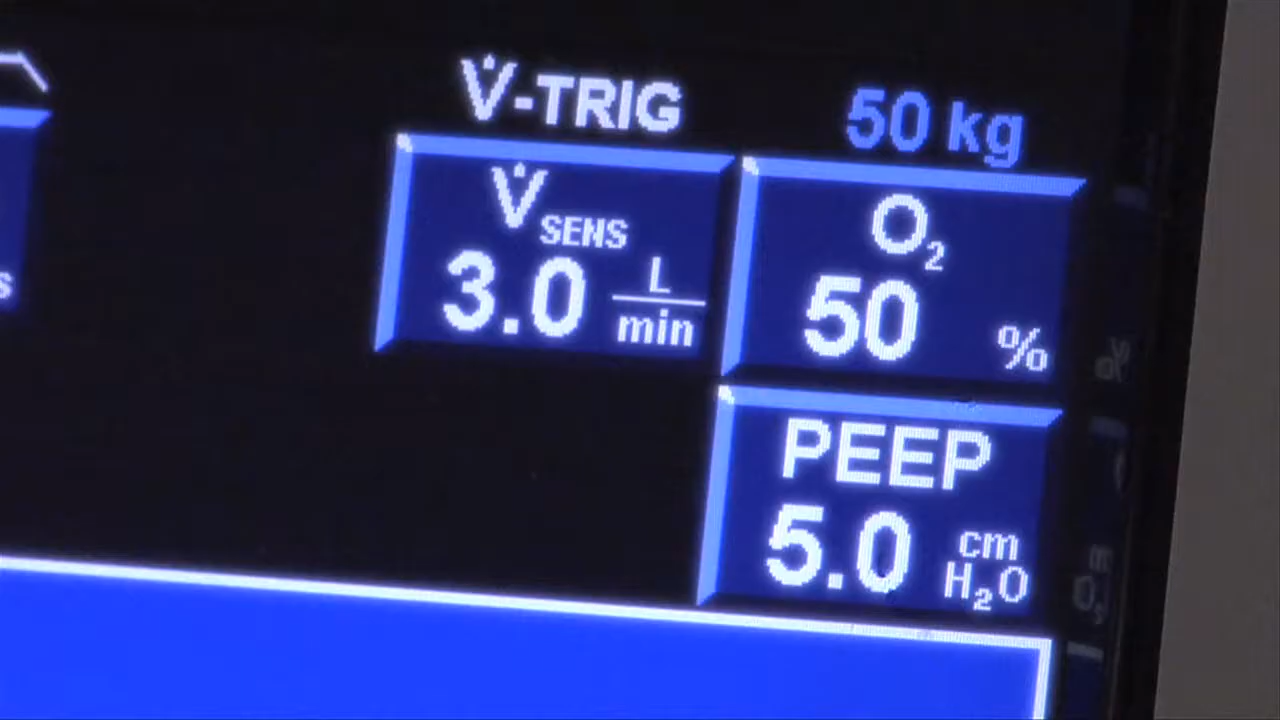 V̇-TRIG
50 kg
V̇SENS
3.0 L/min
O₂
50 %
PEEP
5.0 cm H₂O
s